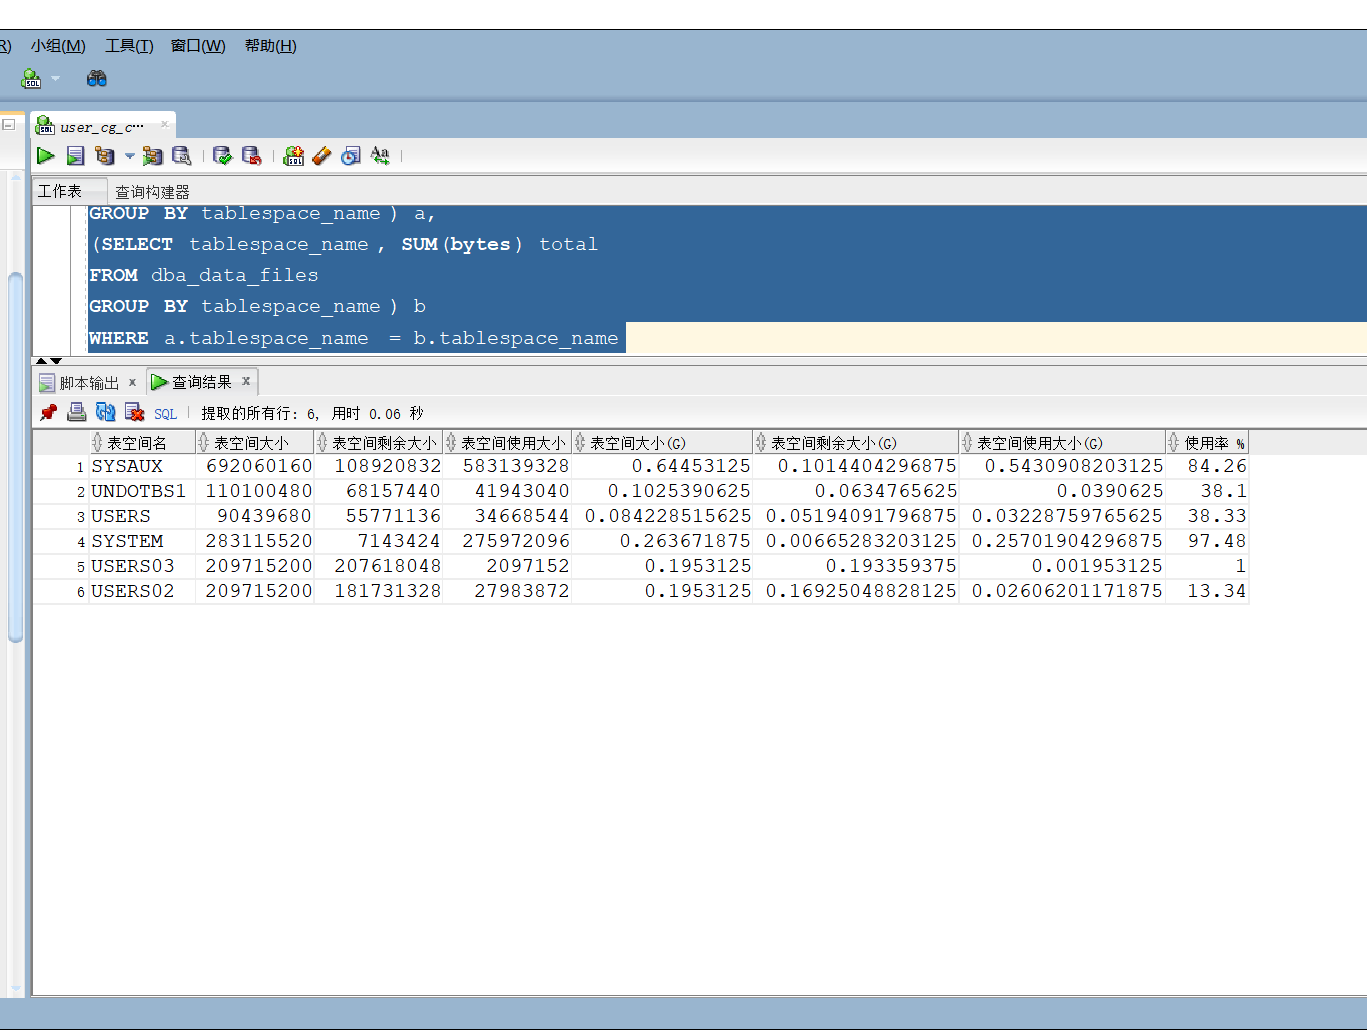 R) 小组(M) 工具(T) 窗口(W) 帮助(H)
user_cg_c…
工作表 查询构建器
GROUP BY tablespace_name) a,
(SELECT tablespace_name, SUM(bytes) total
FROM dba_data_files
GROUP BY tablespace_name) b
WHERE a.tablespace_name = b.tablespace_name
脚本输出 x 查询结果 x
SQL 提取的所有行: 6, 用时 0.06 秒
表空间名 表空间大小 表空间剩余大小 表空间使用大小 表空间大小(G) 表空间剩余大小(G) 表空间使用大小(G) 使用率 %
1 SYSAUX 692060160 108920832 583139328 0.64453125 0.1014404296875 0.5430908203125 84.26
2 UNDOTBS1 110100480 68157440 41943040 0.1025390625 0.0634765625 0.0390625 38.1
3 USERS 90439680 55771136 34668544 0.084228515625 0.05194091796875 0.03228759765625 38.33
4 SYSTEM 283115520 7143424 275972096 0.263671875 0.00665283203125 0.25701904296875 97.48
5 USERS03 209715200 207618048 2097152 0.1953125 0.193359375 0.001953125 1
6 USERS02 209715200 181731328 27983872 0.1953125 0.16925048828125 0.02606201171875 13.34